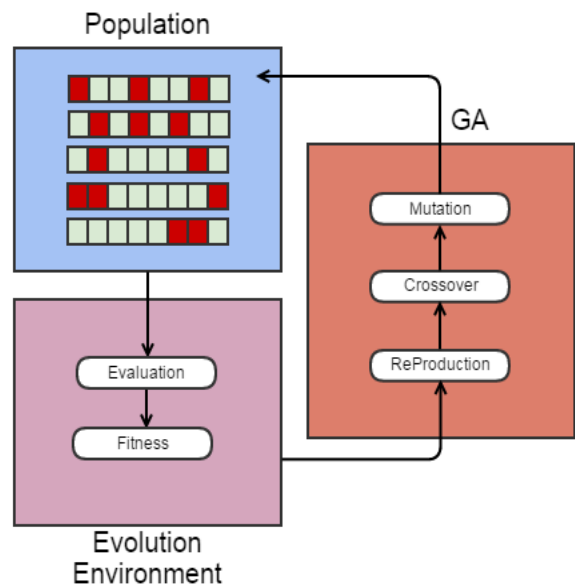 Population
GA
Mutation
Crossover
ReProduction
Evaluation
Fitness
Evolution
Environment